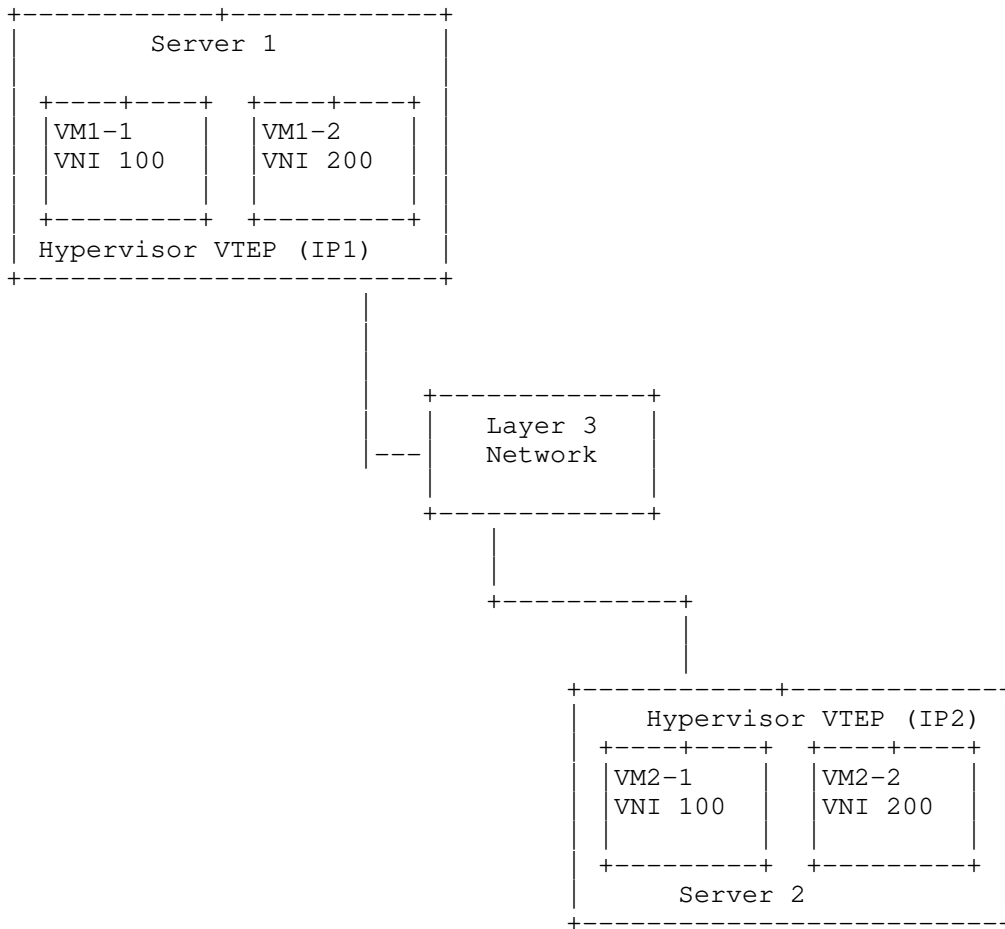 Server 1
VM1-1 VM1-2
VNI 100 VNI 200
Hypervisor VTEP (IP1)
Layer 3
Network
Hypervisor VTEP (IP2)
VM2-1 VM2-2
VNI 100 VNI 200
Server 2